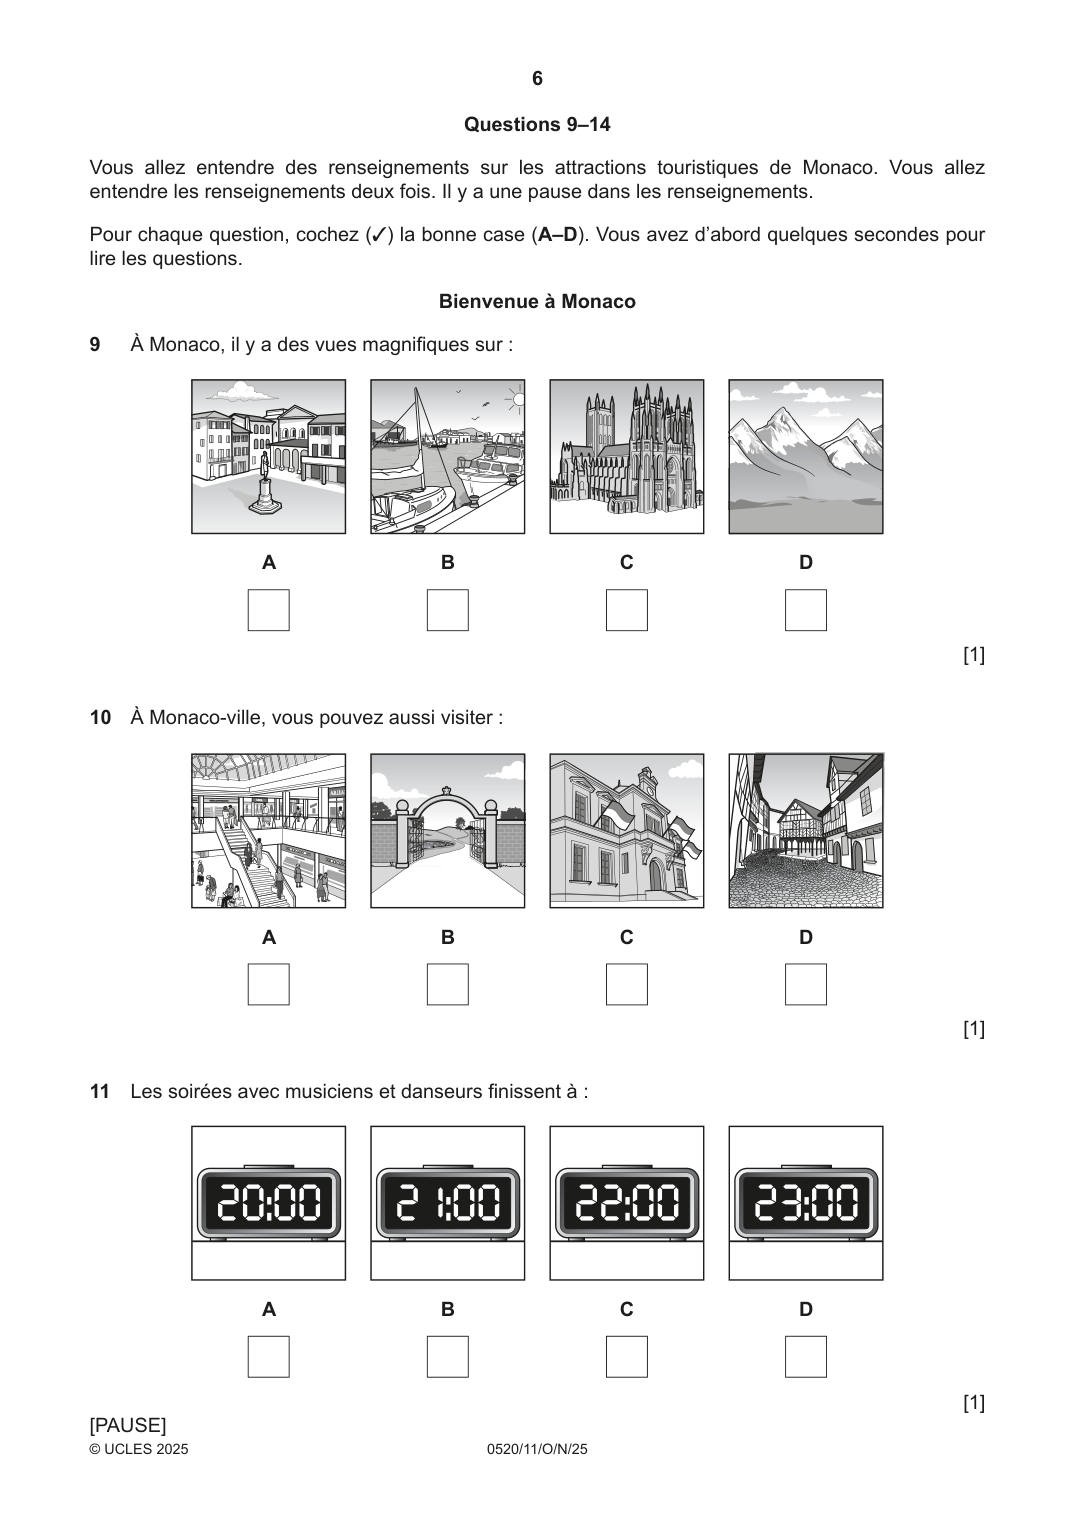 6
Questions 9–14
Vous allez entendre des renseignements sur les attractions touristiques de Monaco. Vous allez
entendre les renseignements deux fois. Il y a une pause dans les renseignements.
Pour chaque question, cochez (✓) la bonne case (A–D). Vous avez d’abord quelques secondes pour
lire les questions.
Bienvenue à Monaco
9 À Monaco, il y a des vues magnifiques sur :
A B C D
[1]
10 À Monaco-ville, vous pouvez aussi visiter :
A B C D
[1]
11 Les soirées avec musiciens et danseurs finissent à :
20:00 21:00 22:00 23:00
A B C D
[1]
[PAUSE]
© UCLES 2025 0520/11/O/N/25